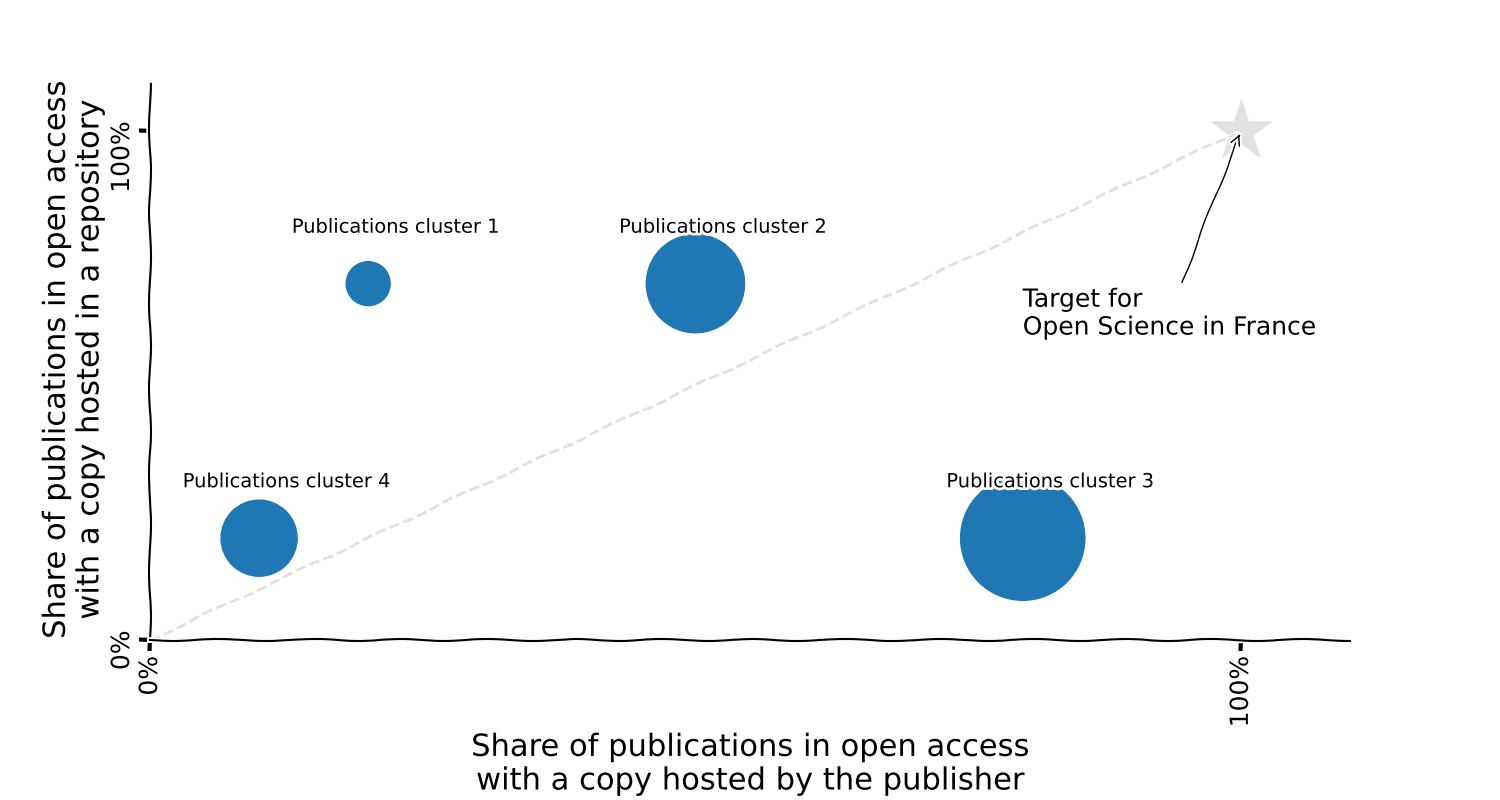 Share of publications in open access
with a copy hosted in a repository
100%
0%
Publications cluster 1
Publications cluster 2
Target for
Open Science in France
Publications cluster 4
Publications cluster 3
0%
100%
Share of publications in open access
with a copy hosted by the publisher